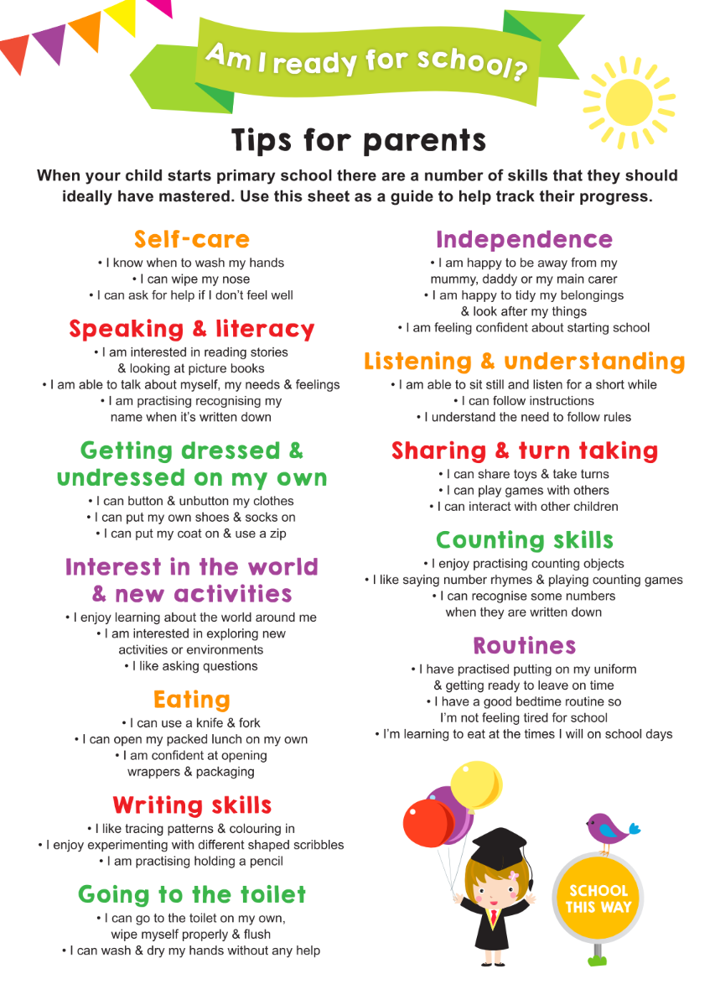 Am I ready for school?
Tips for parents
When your child starts primary school there are a number of skills that they should
ideally have mastered. Use this sheet as a guide to help track their progress.
Self-care
• I know when to wash my hands
• I can wipe my nose
• I can ask for help if I don't feel well
Speaking & literacy
• I am interested in reading stories
& looking at picture books
• I am able to talk about myself, my needs & feelings
• I am practising recognising my
name when it's written down
Getting dressed &
undressed on my own
• I can button & unbutton my clothes
• I can put my own shoes & socks on
• I can put my coat on & use a zip
Interest in the world
& new activities
• I enjoy learning about the world around me
• I am interested in exploring new
activities or environments
• I like asking questions
Eating
• I can use a knife & fork
• I can open my packed lunch on my own
• I am confident at opening
wrappers & packaging
Writing skills
• I like tracing patterns & colouring in
• I enjoy experimenting with different shaped scribbles
• I am practising holding a pencil
Going to the toilet
• I can go to the toilet on my own,
wipe myself properly & flush
• I can wash & dry my hands without any help
Independence
• I am happy to be away from my
mummy, daddy or my main carer
• I am happy to tidy my belongings
& look after my things
• I am feeling confident about starting school
Listening & understanding
• I am able to sit still and listen for a short while
• I can follow instructions
• I understand the need to follow rules
Sharing & turn taking
• I can share toys & take turns
• I can play games with others
• I can interact with other children
Counting skills
• I enjoy practising counting objects
• I like saying number rhymes & playing counting games
• I can recognise some numbers
when they are written down
Routines
• I have practised putting on my uniform
& getting ready to leave on time
• I have a good bedtime routine so
I'm not feeling tired for school
• I'm learning to eat at the times I will on school days
SCHOOL
THIS WAY